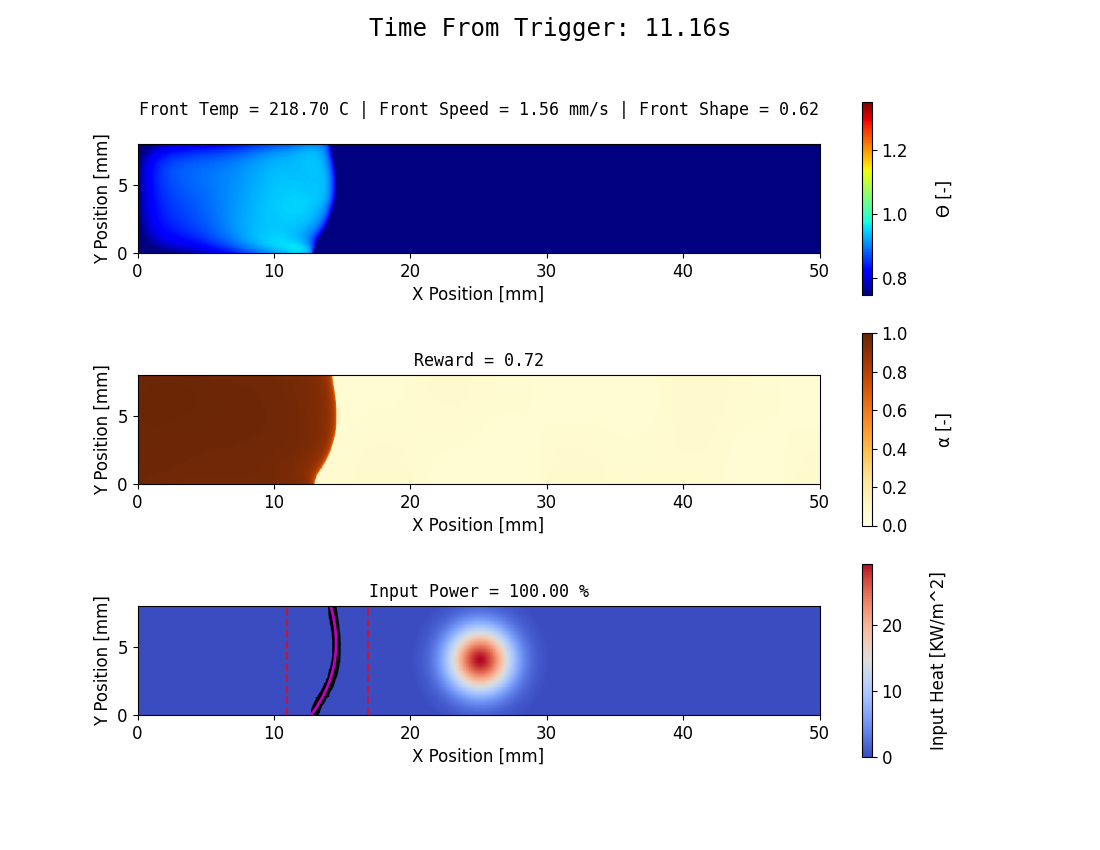 Time From Trigger: 11.16s
Front Temp = 218.70 C | Front Speed = 1.56 mm/s | Front Shape = 0.62
Y Position [mm]
5
0
0 10 20 30 40 50
X Position [mm]
1.2
1.0
0.8
Θ [-]
Reward = 0.72
Y Position [mm]
5
0
0 10 20 30 40 50
X Position [mm]
1.0
0.8
0.6
0.4
0.2
0.0
α [-]
Input Power = 100.00 %
Y Position [mm]
5
0
0 10 20 30 40 50
X Position [mm]
20
10
0
Input Heat [KW/m^2]